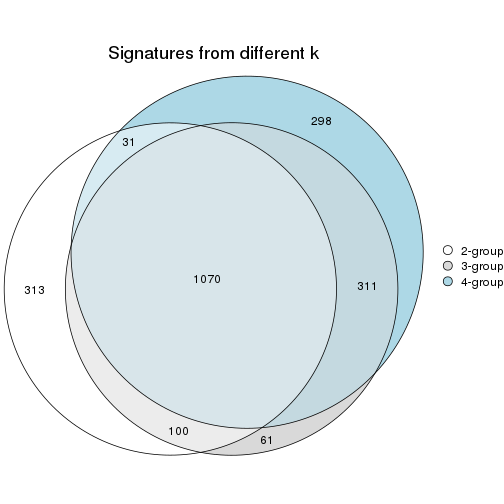 Signatures from different k
298
31
313
1070
311
100
61
2-group
3-group
4-group